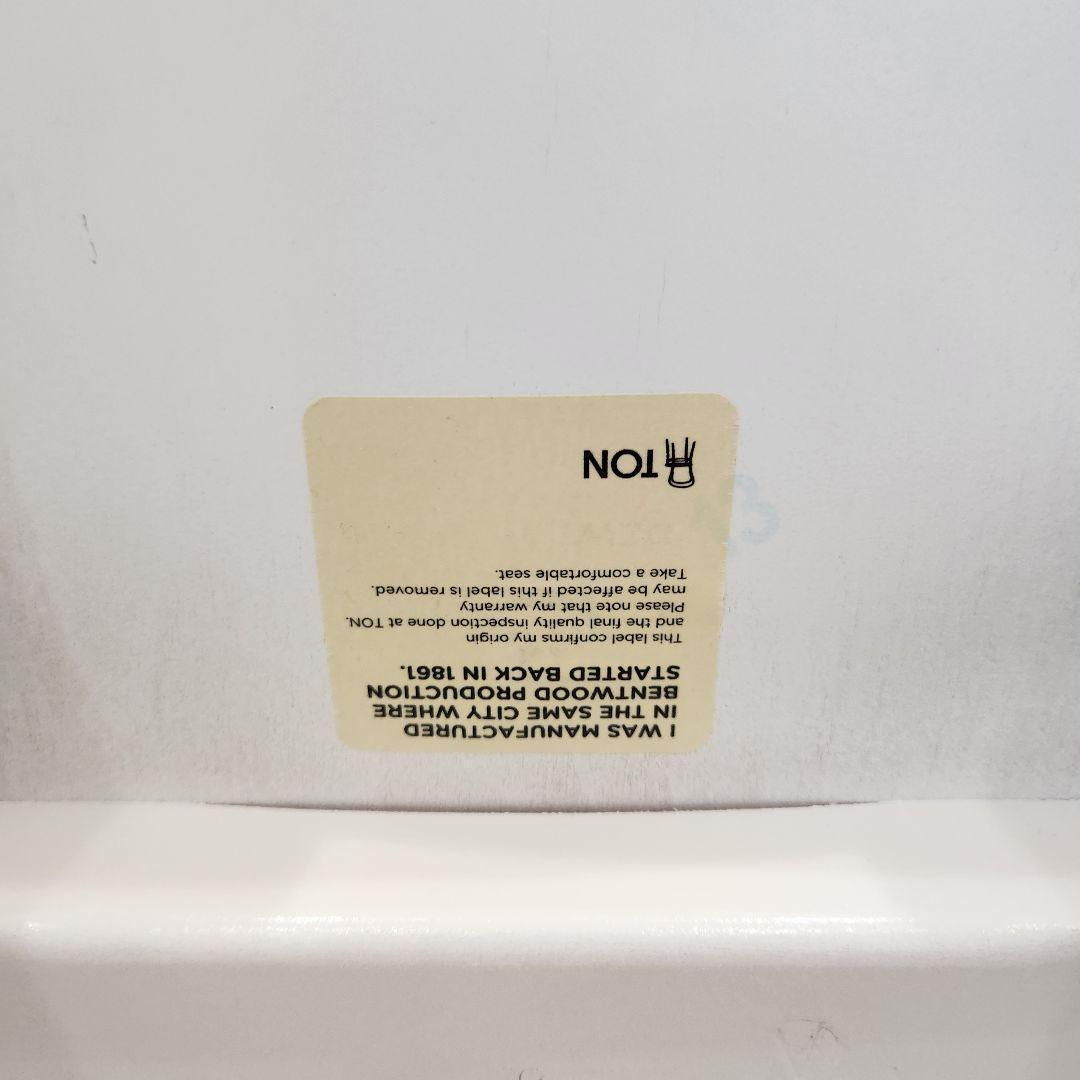 I WAS MANUFACTURED
IN THE SAME CITY WHERE
BENTWOOD PRODUCTION
STARTED BACK IN 1861.
This label confirms my origin
and the final quality inspection done at TON.
Please note that my warranty
may be affected if this label is removed.
Take a comfortable seat.
TON